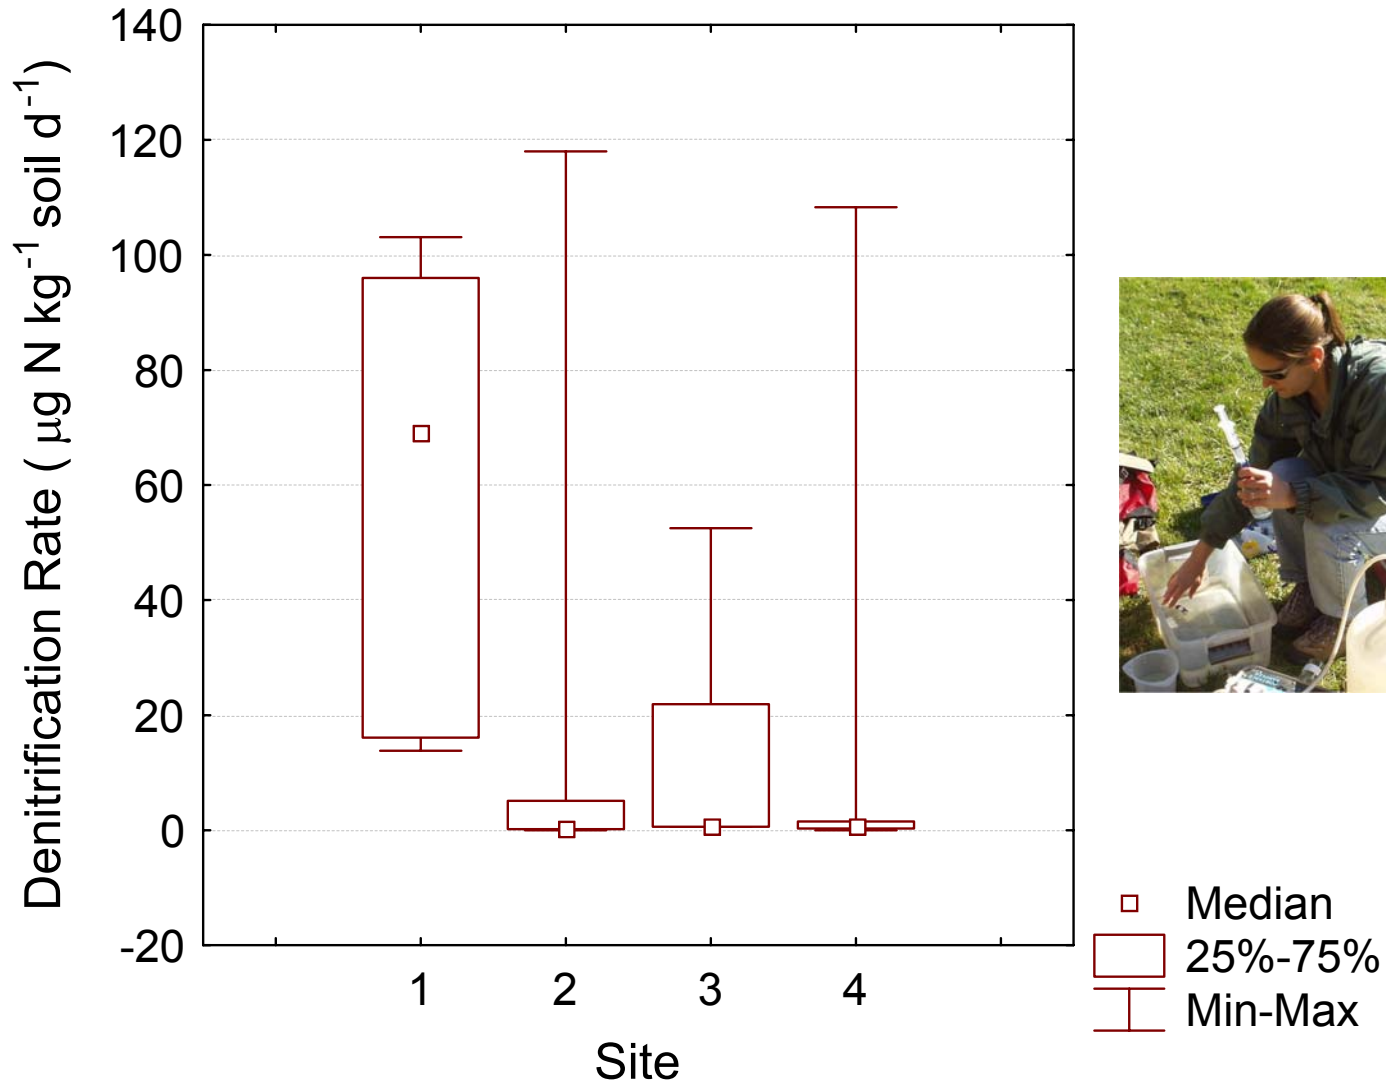 Denitrification Rate ( μg N kg⁻¹ soil d⁻¹)
140
120
100
80
60
40
20
0
-20
1 2 3 4
Site
Median
25%-75%
Min-Max